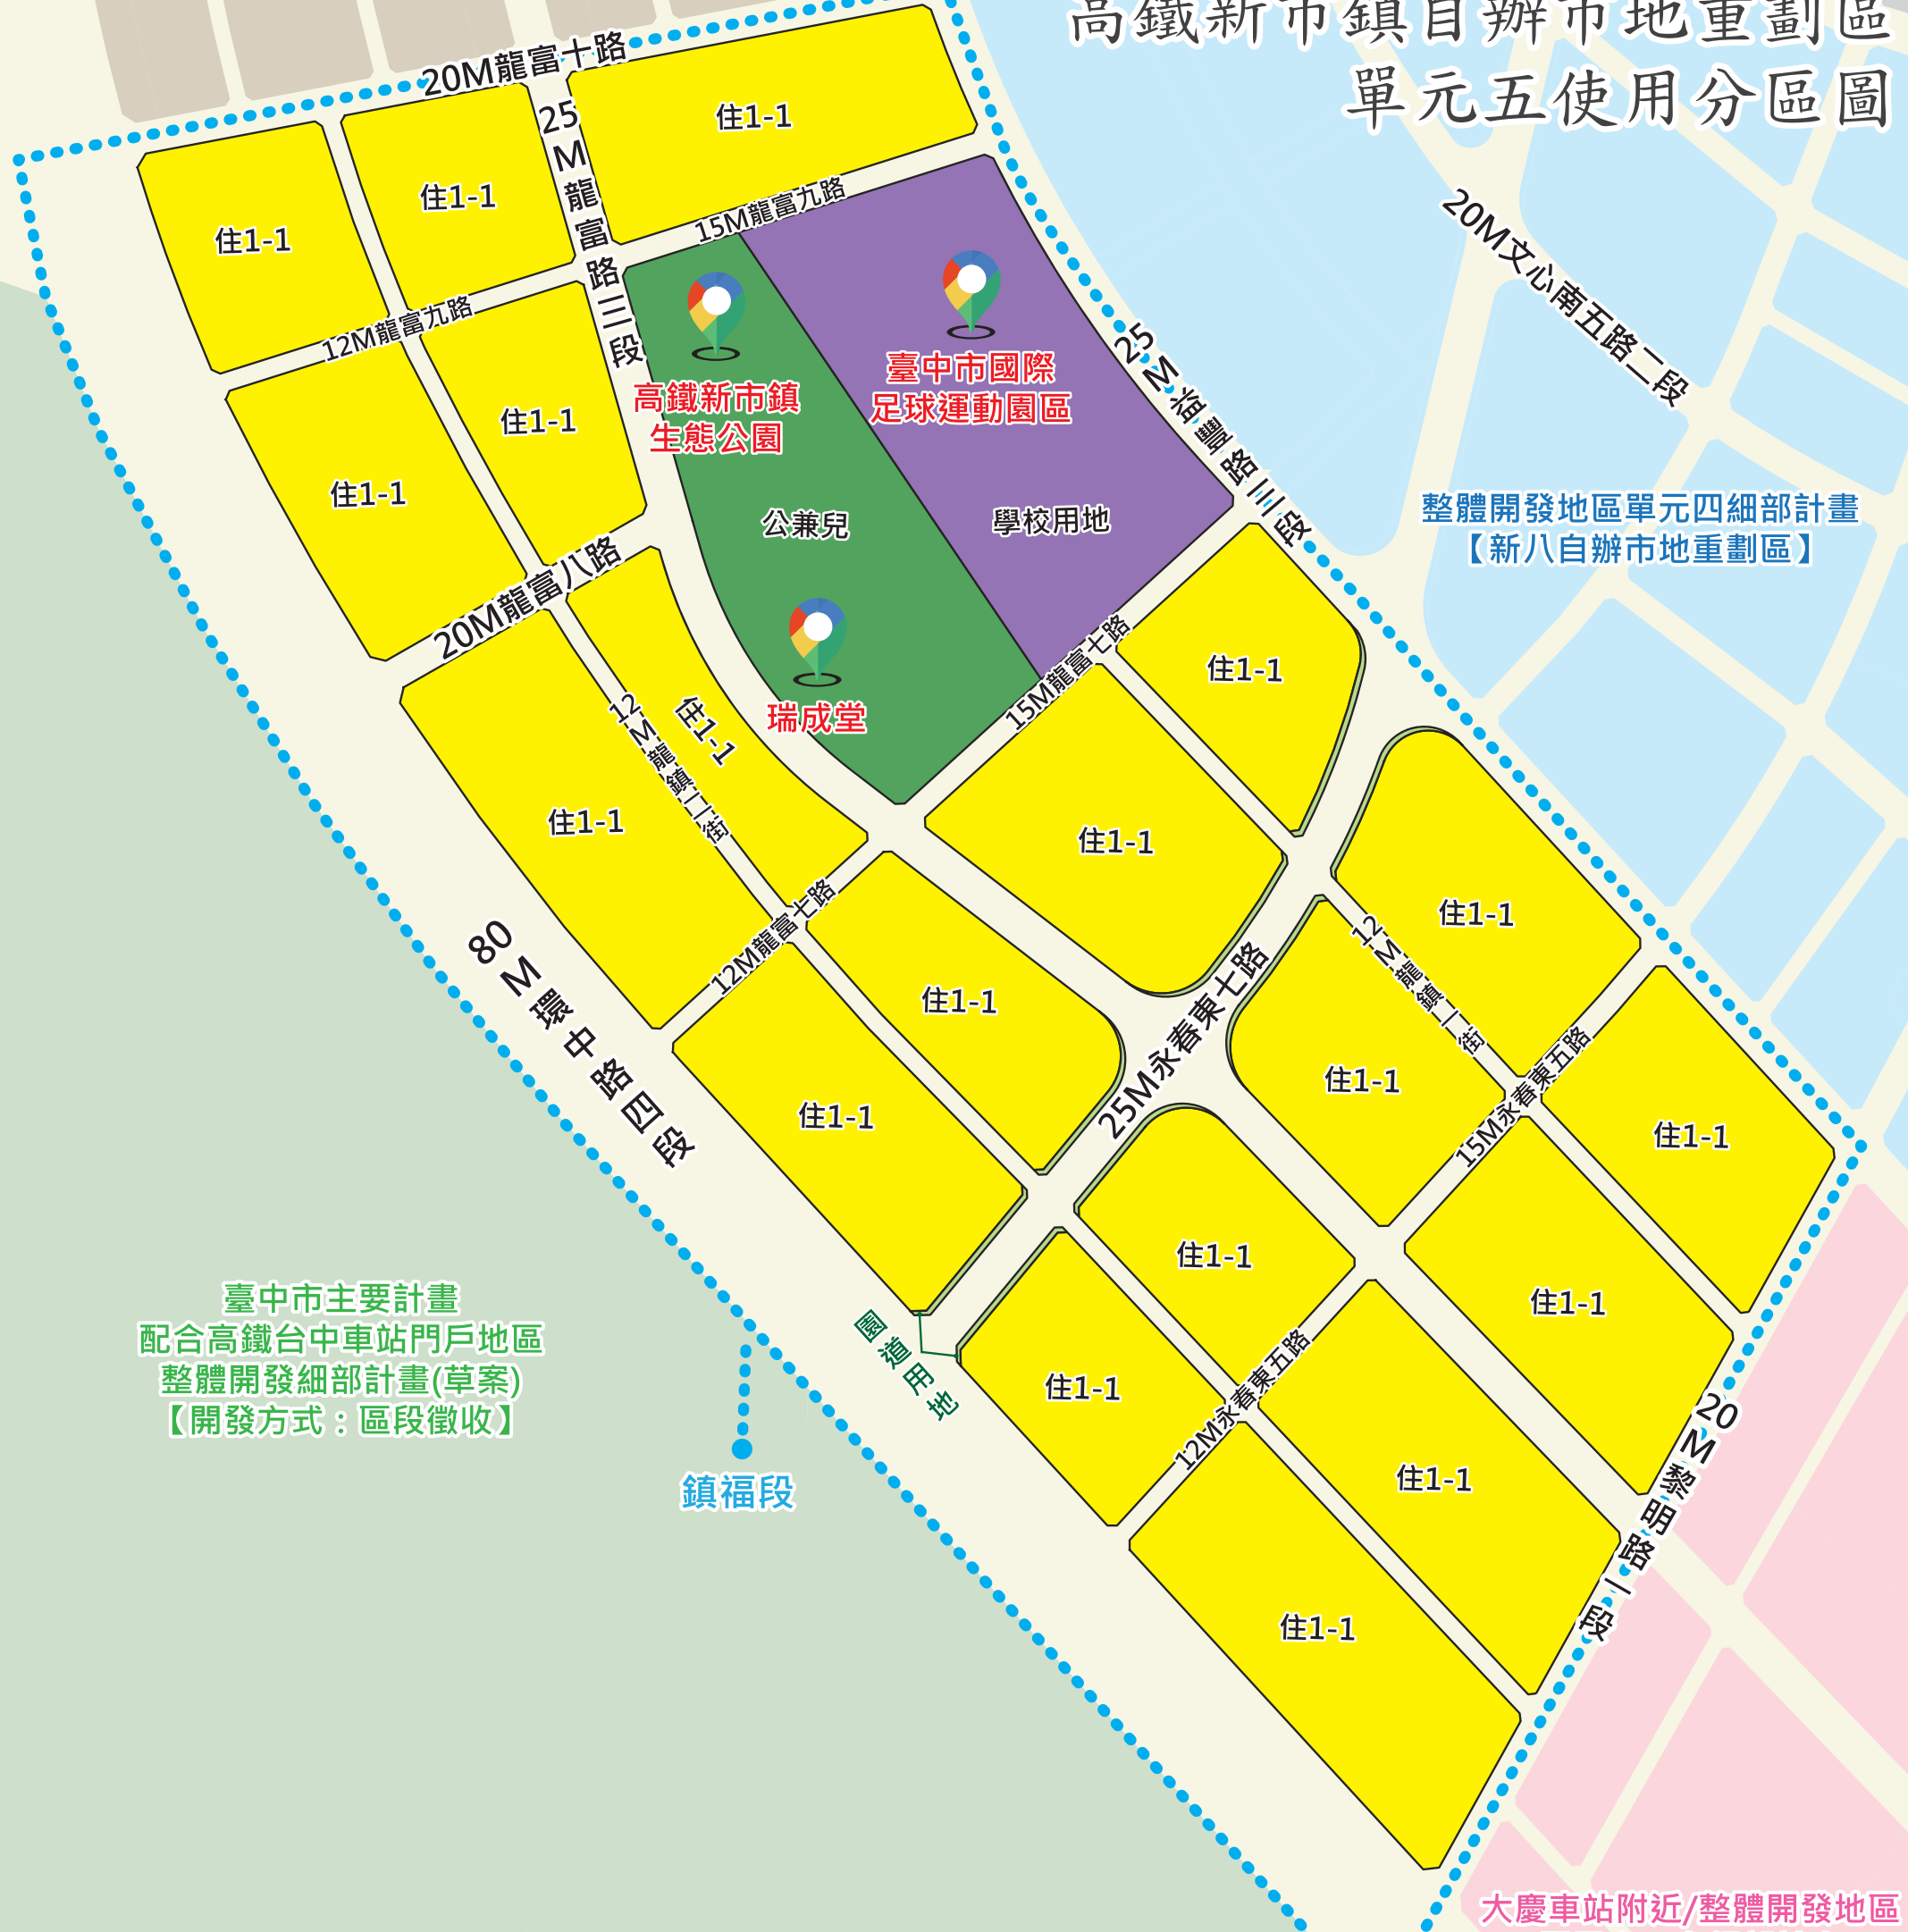 高鐵新市鎮自辦市地重劃區
單元五使用分區圖
20M龍富十路
25M龍富路三段
住1-1
住1-1
住1-1
15M龍富九路
12M龍富九路
20M文心南五路二段
高鐵新市鎮
生態公園
臺中市國際
足球運動園區
25M益豐路三段
住1-1
住1-1
公兼兒
學校用地
整體開發地區單元四細部計畫
【新八自辦市地重劃區】
20M龍富八路
瑞成堂
15M龍富七路
住1-1
住1-1
12M龍鎮二街
住1-1
住1-1
12M龍富七路
住1-1
住1-1
12M龍鎮一街
80M環中路四段
25M永春東七路
住1-1
住1-1
15M永春東五路
住1-1
住1-1
住1-1
臺中市主要計畫
配合高鐵台中車站門戶地區
整體開發細部計畫(草案)
【開發方式：區段徵收】
園道用地
住1-1
12M永春東五路
20M黎明路一段
鎮福段
住1-1
住1-1
大慶車站附近/整體開發地區